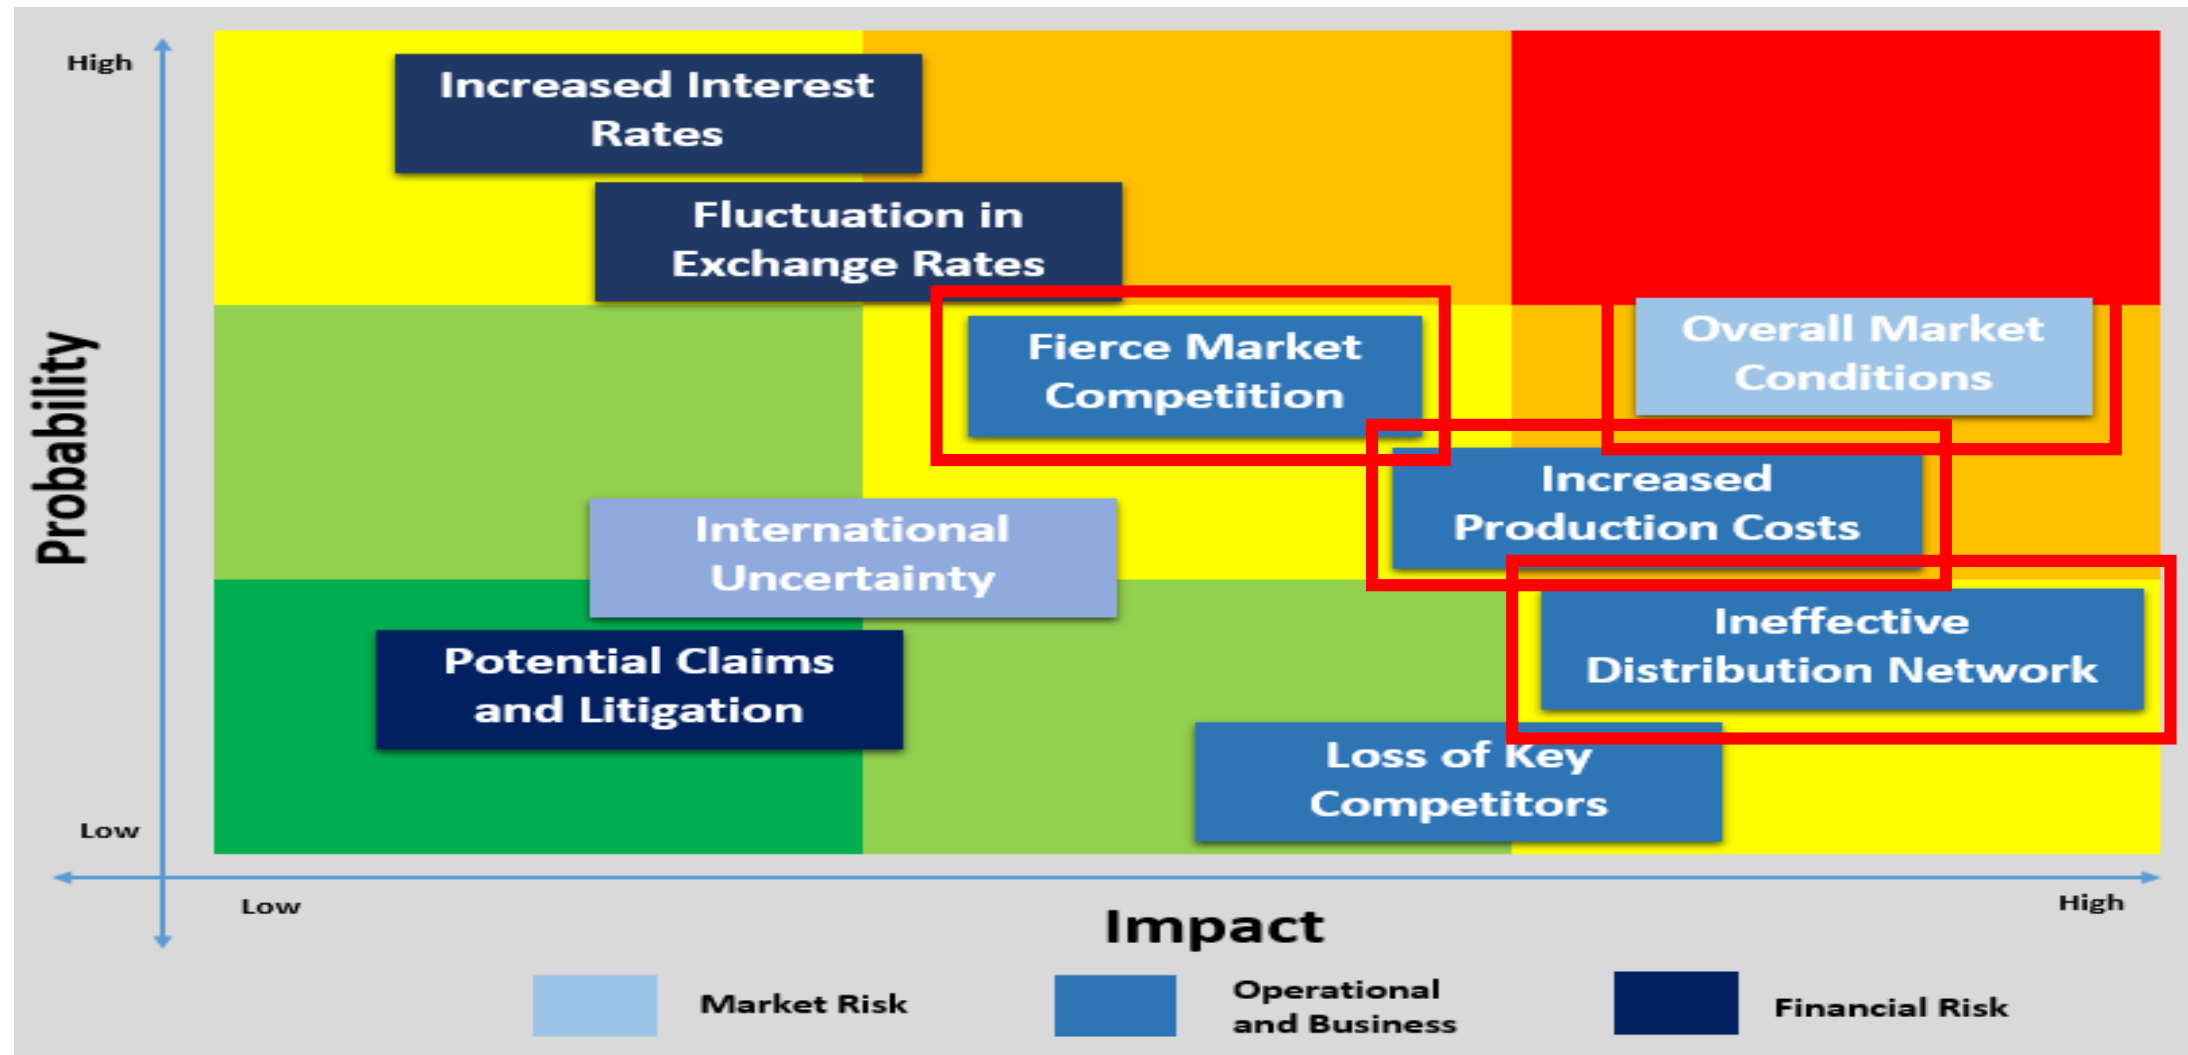 High
Increased Interest
Rates
Fluctuation in
Exchange Rates
Fierce Market
Competition
Overall Market
Conditions
Probability
Increased
Production Costs
International
Uncertainty
Ineffective
Distribution Network
Potential Claims
and Litigation
Loss of Key
Competitors
Low
Low
High
Impact
Market Risk
Operational
and Business
Financial Risk